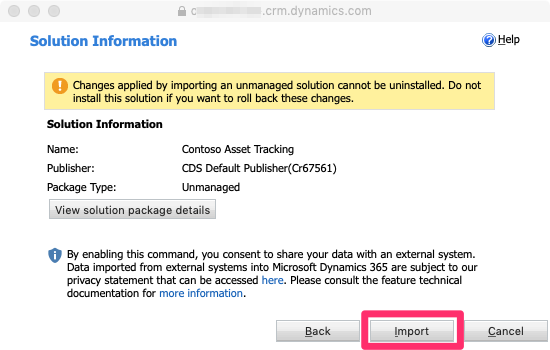 .crm.dynamics.com
Solution Information
Help
Changes applied by importing an unmanaged solution cannot be uninstalled. Do not
install this solution if you want to roll back these changes.
Solution Information
Name: Contoso Asset Tracking
Publisher: CDS Default Publisher(Cr67561)
Package Type: Unmanaged
View solution package details
By enabling this command, you consent to share your data with an external system.
Data imported from external systems into Microsoft Dynamics 365 are subject to our
privacy statement that can be accessed here. Please consult the feature technical
documentation for more information.
Back Import Cancel